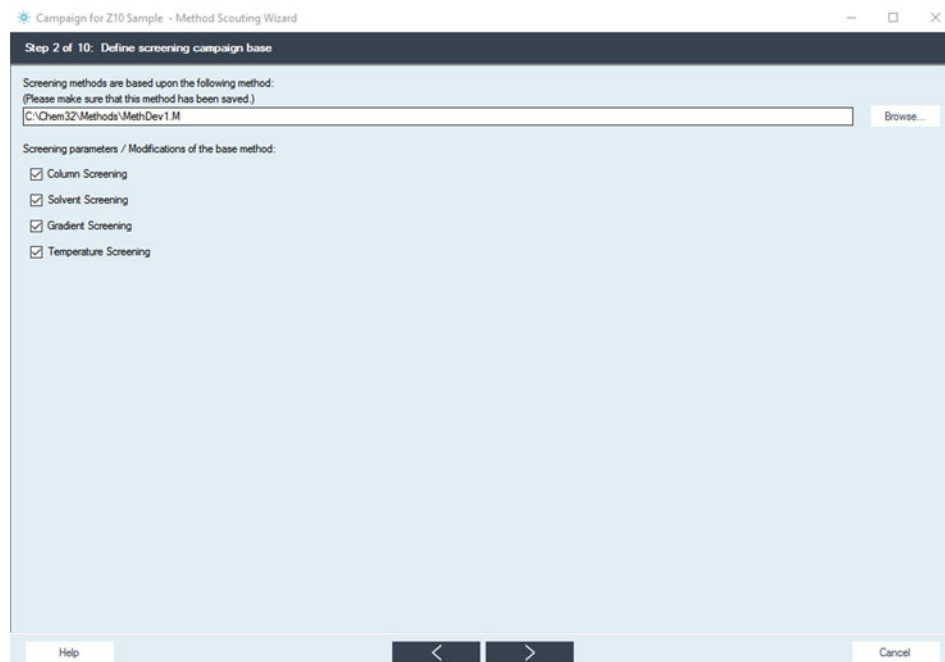 Campaign for Z10 Sample - Method Scouting Wizard
Step 2 of 10: Define screening campaign base
Screening methods are based upon the following method:
(Please make sure that this method has been saved.)
C:\Chem32\Methods\MethDev1.M
Browse...
Screening parameters / Modifications of the base method:
Column Screening
Solvent Screening
Gradient Screening
Temperature Screening
Help
Cancel